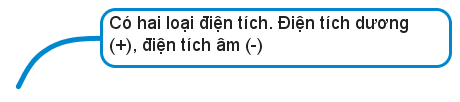 Có hai loại điện tích. Điện tích dương
(+), điện tích âm (-)